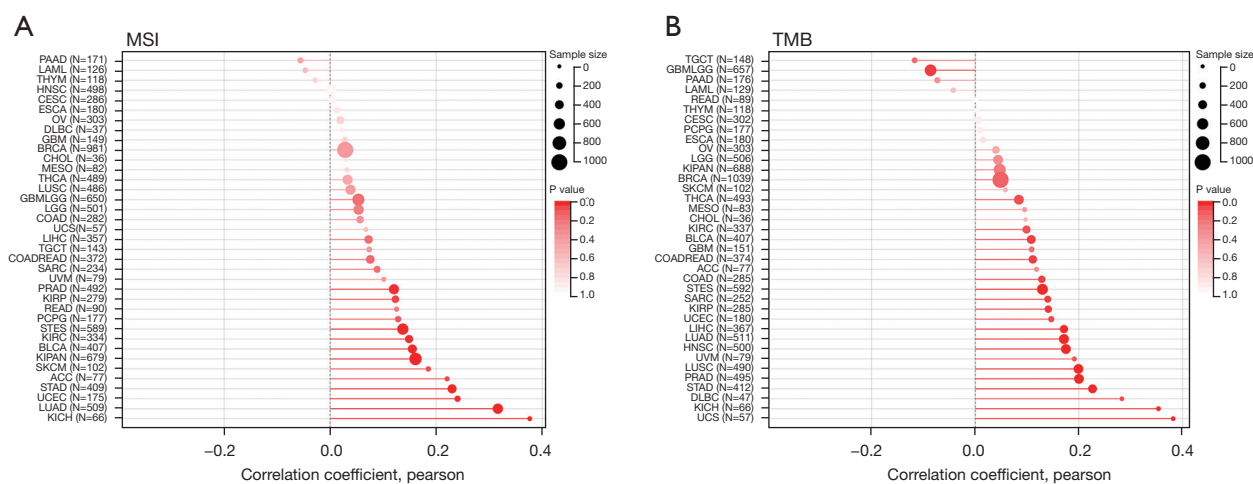 A
MSI
PAAD (N=171)
LAML (N=126)
THYM (N=118)
HNSC (N=498)
CESC (N=286)
ESCA (N=180)
OV (N=303)
DLBC (N=37)
GBM (N=149)
BRCA (N=981)
CHOL (N=36)
MESO (N=82)
THCA (N=489)
LUSC (N=486)
GBMLGG (N=650)
LGG (N=501)
COAD (N=282)
UCS(N=57)
LIHC (N=357)
TGCT (N=143)
COADREAD (N=372)
SARC (N=234)
UVM (N=79)
PRAD (N=492)
KIRP (N=279)
READ (N=90)
PCPG (N=177)
STES (N=589)
KIRC (N=334)
BLCA (N=407)
KIPAN (N=679)
SKCM (N=102)
ACC (N=77)
STAD (N=409)
UCEC (N=175)
LUAD (N=509)
KICH (N=66)
−0.2 0.0 0.2 0.4
Correlation coefficient, pearson
Sample size
0
200
400
600
800
1000
P value
0.0
0.2
0.4
0.6
0.8
1.0
B
TMB
TGCT (N=148)
GBMLGG (N=657)
PAAD (N=176)
LAML (N=129)
READ (N=89)
THYM (N=118)
CESC (N=302)
PCPG (N=177)
ESCA (N=180)
OV (N=303)
LGG (N=506)
KIPAN (N=688)
BRCA (N=1039)
SKCM (N=102)
THCA (N=493)
MESO (N=83)
CHOL (N=36)
KIRC (N=337)
BLCA (N=407)
GBM (N=151)
COADREAD (N=374)
ACC (N=77)
COAD (N=285)
STES (N=592)
SARC (N=252)
KIRP (N=285)
UCEC (N=180)
LIHC (N=367)
LUAD (N=511)
HNSC (N=500)
UVM (N=79)
LUSC (N=490)
PRAD (N=495)
STAD (N=412)
DLBC (N=47)
KICH (N=66)
UCS (N=57)
−0.2 0.0 0.2 0.4
Correlation coefficient, pearson
Sample size
0
200
400
600
800
1000
P value
0.0
0.2
0.4
0.6
0.8
1.0